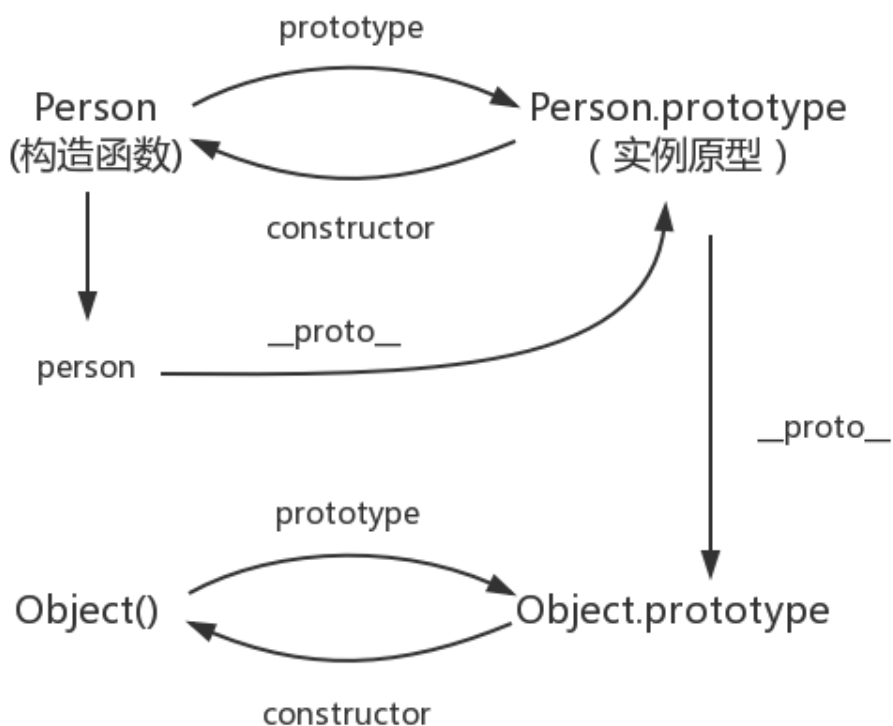 prototype
Person
Person.prototype
(构造函数)
（实例原型）
constructor
__proto__
person
__proto__
prototype
Object()
Object.prototype
constructor